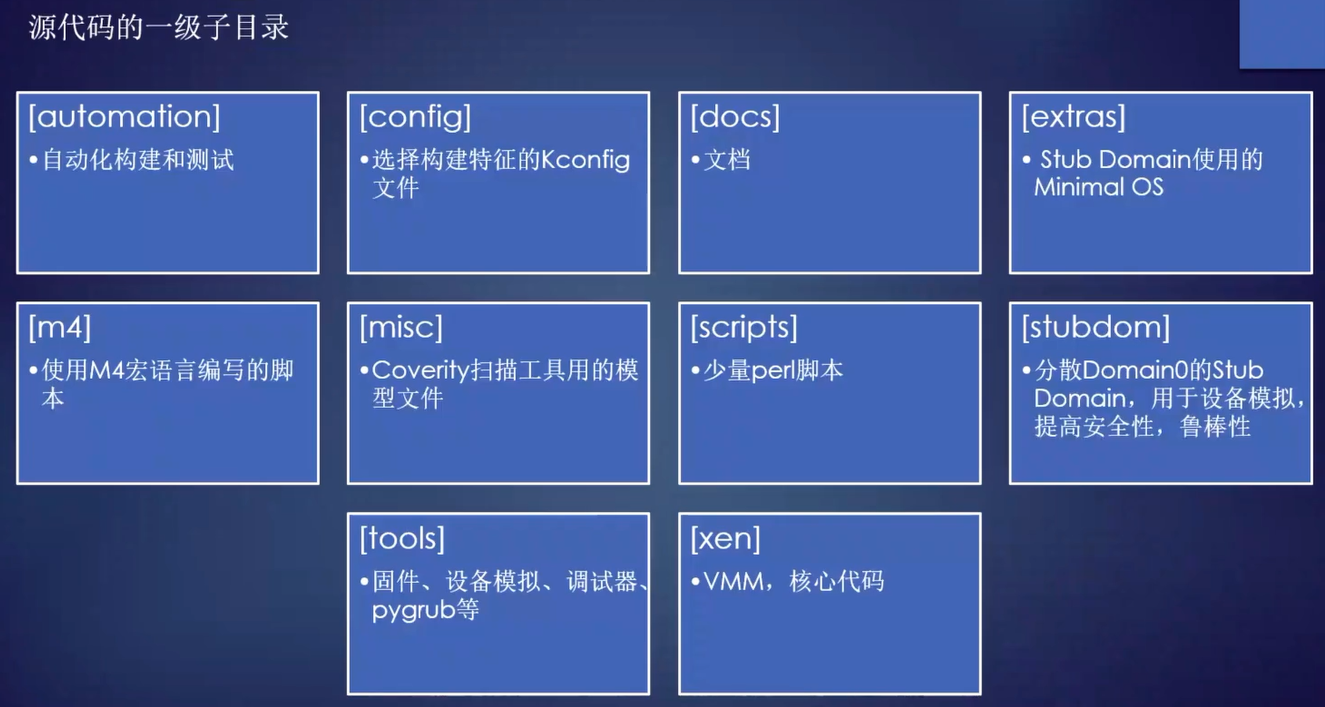 源代码的一级子目录
[automation]
•自动化构建和测试
[config]
•选择构建特征的Kconfig
文件
[docs]
•文档
[extras]
• Stub Domain使用的
Minimal OS
[m4]
•使用M4宏语言编写的脚
本
[misc]
•Coverity扫描工具用的模
型文件
[scripts]
•少量perl脚本
[stubdom]
•分散Domain0的Stub
Domain，用于设备模拟，
提高安全性，鲁棒性
[tools]
•固件、设备模拟、调试器、
pygrub等
[xen]
•VMM，核心代码